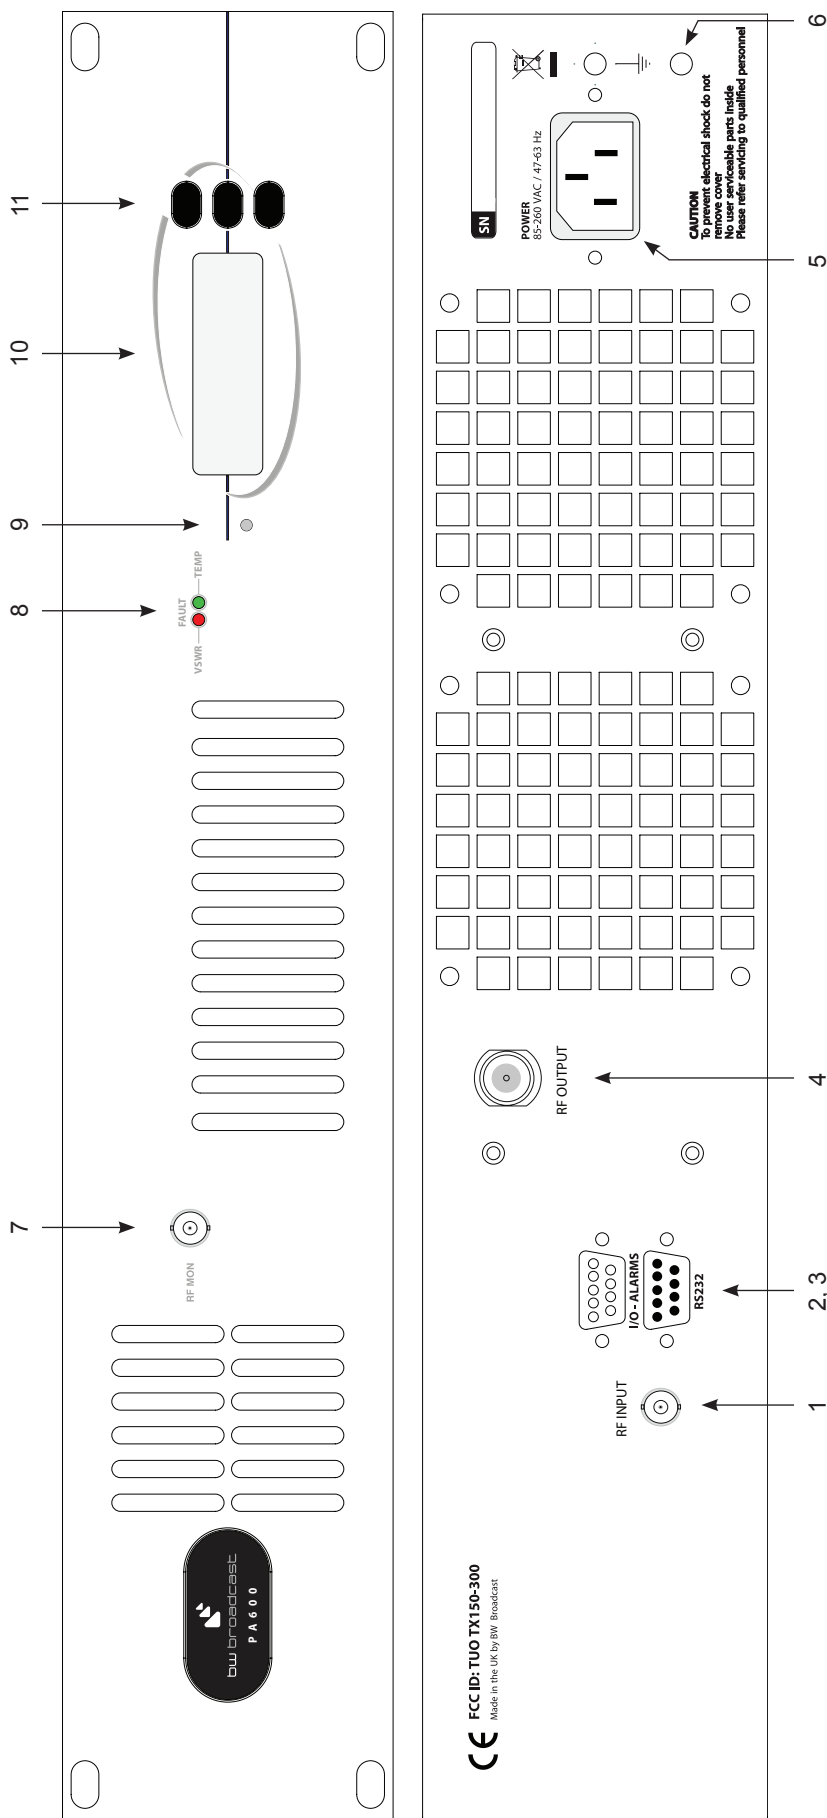 bw broadcast
PA600
RF MON
VSWR
FAULT
TEMP
7
8
9
10
11
CE FCC ID: TUO TX150-300
Made in the UK by BW Broadcast
RF INPUT
I/O - ALARMS
RS232
RF OUTPUT
SN
POWER
85-260 VAC / 47-63 Hz
CAUTION
To prevent electrical shock do not
remove cover
No user serviceable parts inside
Please refer servicing to qualified personnel
1
2, 3
4
5
6